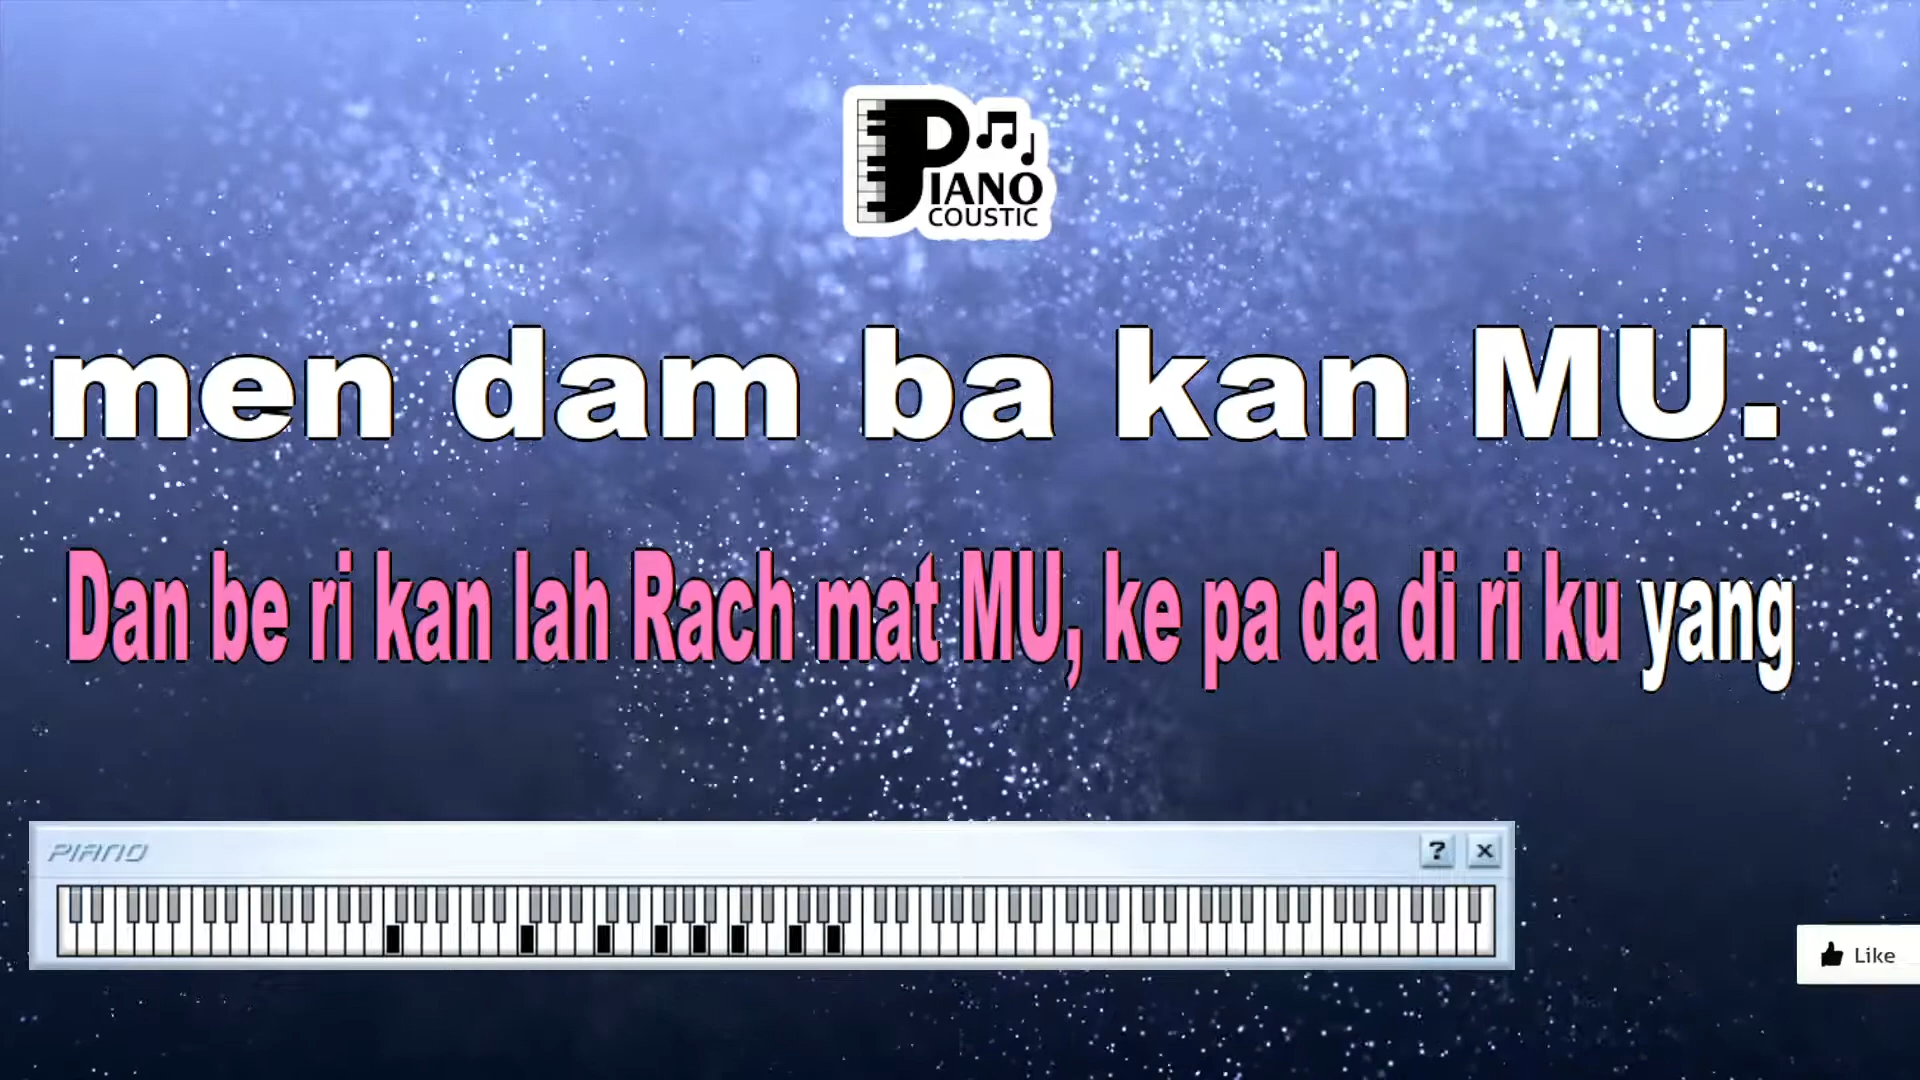 PIANO
COUSTIC
men dam ba kan MU.
Dan be ri kan lah Rach mat MU, ke pa da di ri ku yang
PIANO
?
x
Like